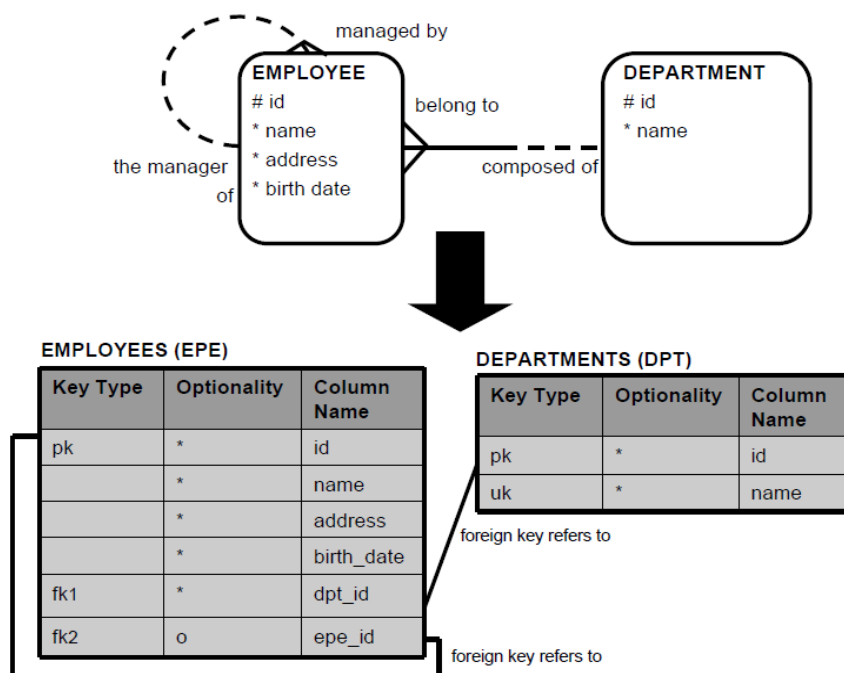 managed by
EMPLOYEE
# id
* name
* address
* birth date
the manager
of
belong to
composed of
DEPARTMENT
# id
* name
EMPLOYEES (EPE)
Key Type Optionality Column Name
pk * id
* name
* address
* birth_date
fk1 * dpt_id
fk2 o epe_id
DEPARTMENTS (DPT)
Key Type Optionality Column Name
pk * id
uk * name
foreign key refers to
foreign key refers to